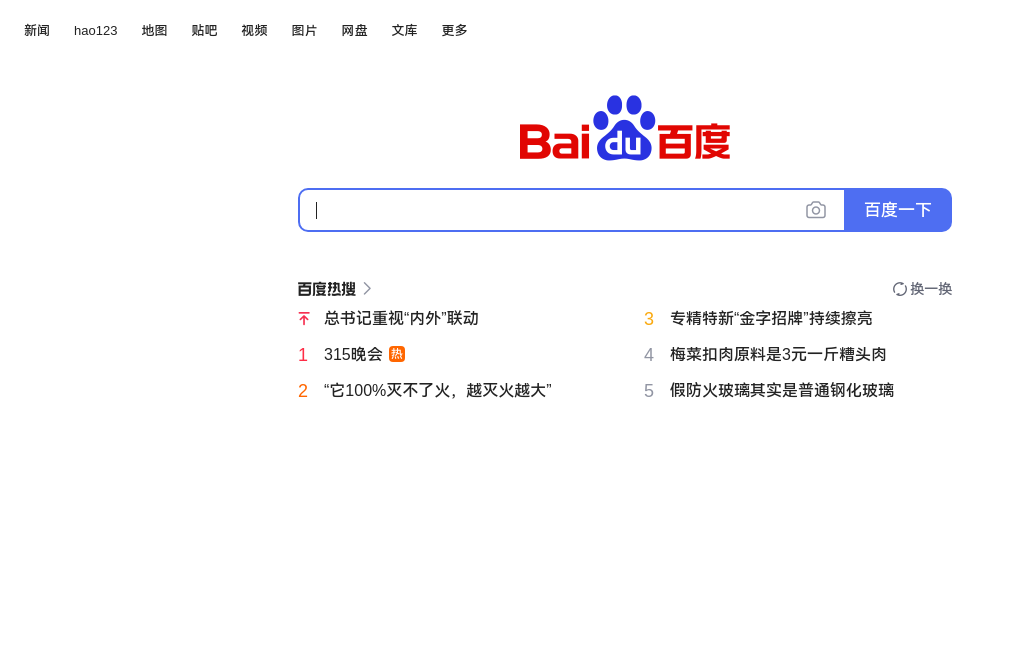 新闻 hao123 地图 贴吧 视频 图片 网盘 文库 更多
Bai du 百度
百度一下
百度热搜 换一换
总书记重视“内外”联动
1 315晚会 热
2 “它100%灭不了火，越灭火越大”
3 专精特新“金字招牌”持续擦亮
4 梅菜扣肉原料是3元一斤糟头肉
5 假防火玻璃其实是普通钢化玻璃